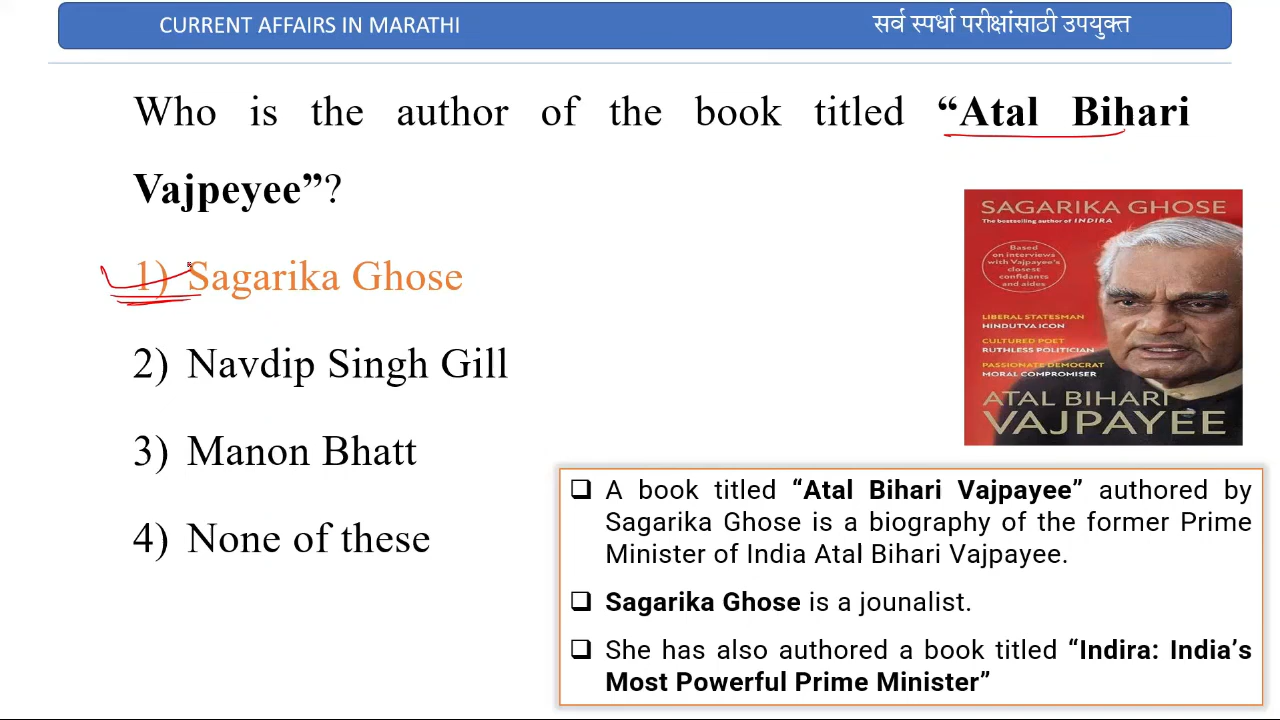 CURRENT AFFAIRS IN MARATHI
सर्व स्पर्धा परीक्षांसाठी उपयुक्त
Who is the author of the book titled “Atal Bihari
Vajpeyee”?
1) Sagarika Ghose
2) Navdip Singh Gill
3) Manon Bhatt
4) None of these
SAGARIKA GHOSE
The bestselling author of INDIRA
Based
on interviews
with Vajpayee's
closest
confidants
and aides
LIBERAL STATESMAN
HINDUTVA ICON
CULTURED POET
RUTHLESS POLITICIAN
PASSIONATE DEMOCRAT
MORAL COMPROMISER
ATAL BIHARI
VAJPAYEE
A book titled “Atal Bihari Vajpayee” authored by
Sagarika Ghose is a biography of the former Prime
Minister of India Atal Bihari Vajpayee.
Sagarika Ghose is a jounalist.
She has also authored a book titled “Indira: India’s
Most Powerful Prime Minister”